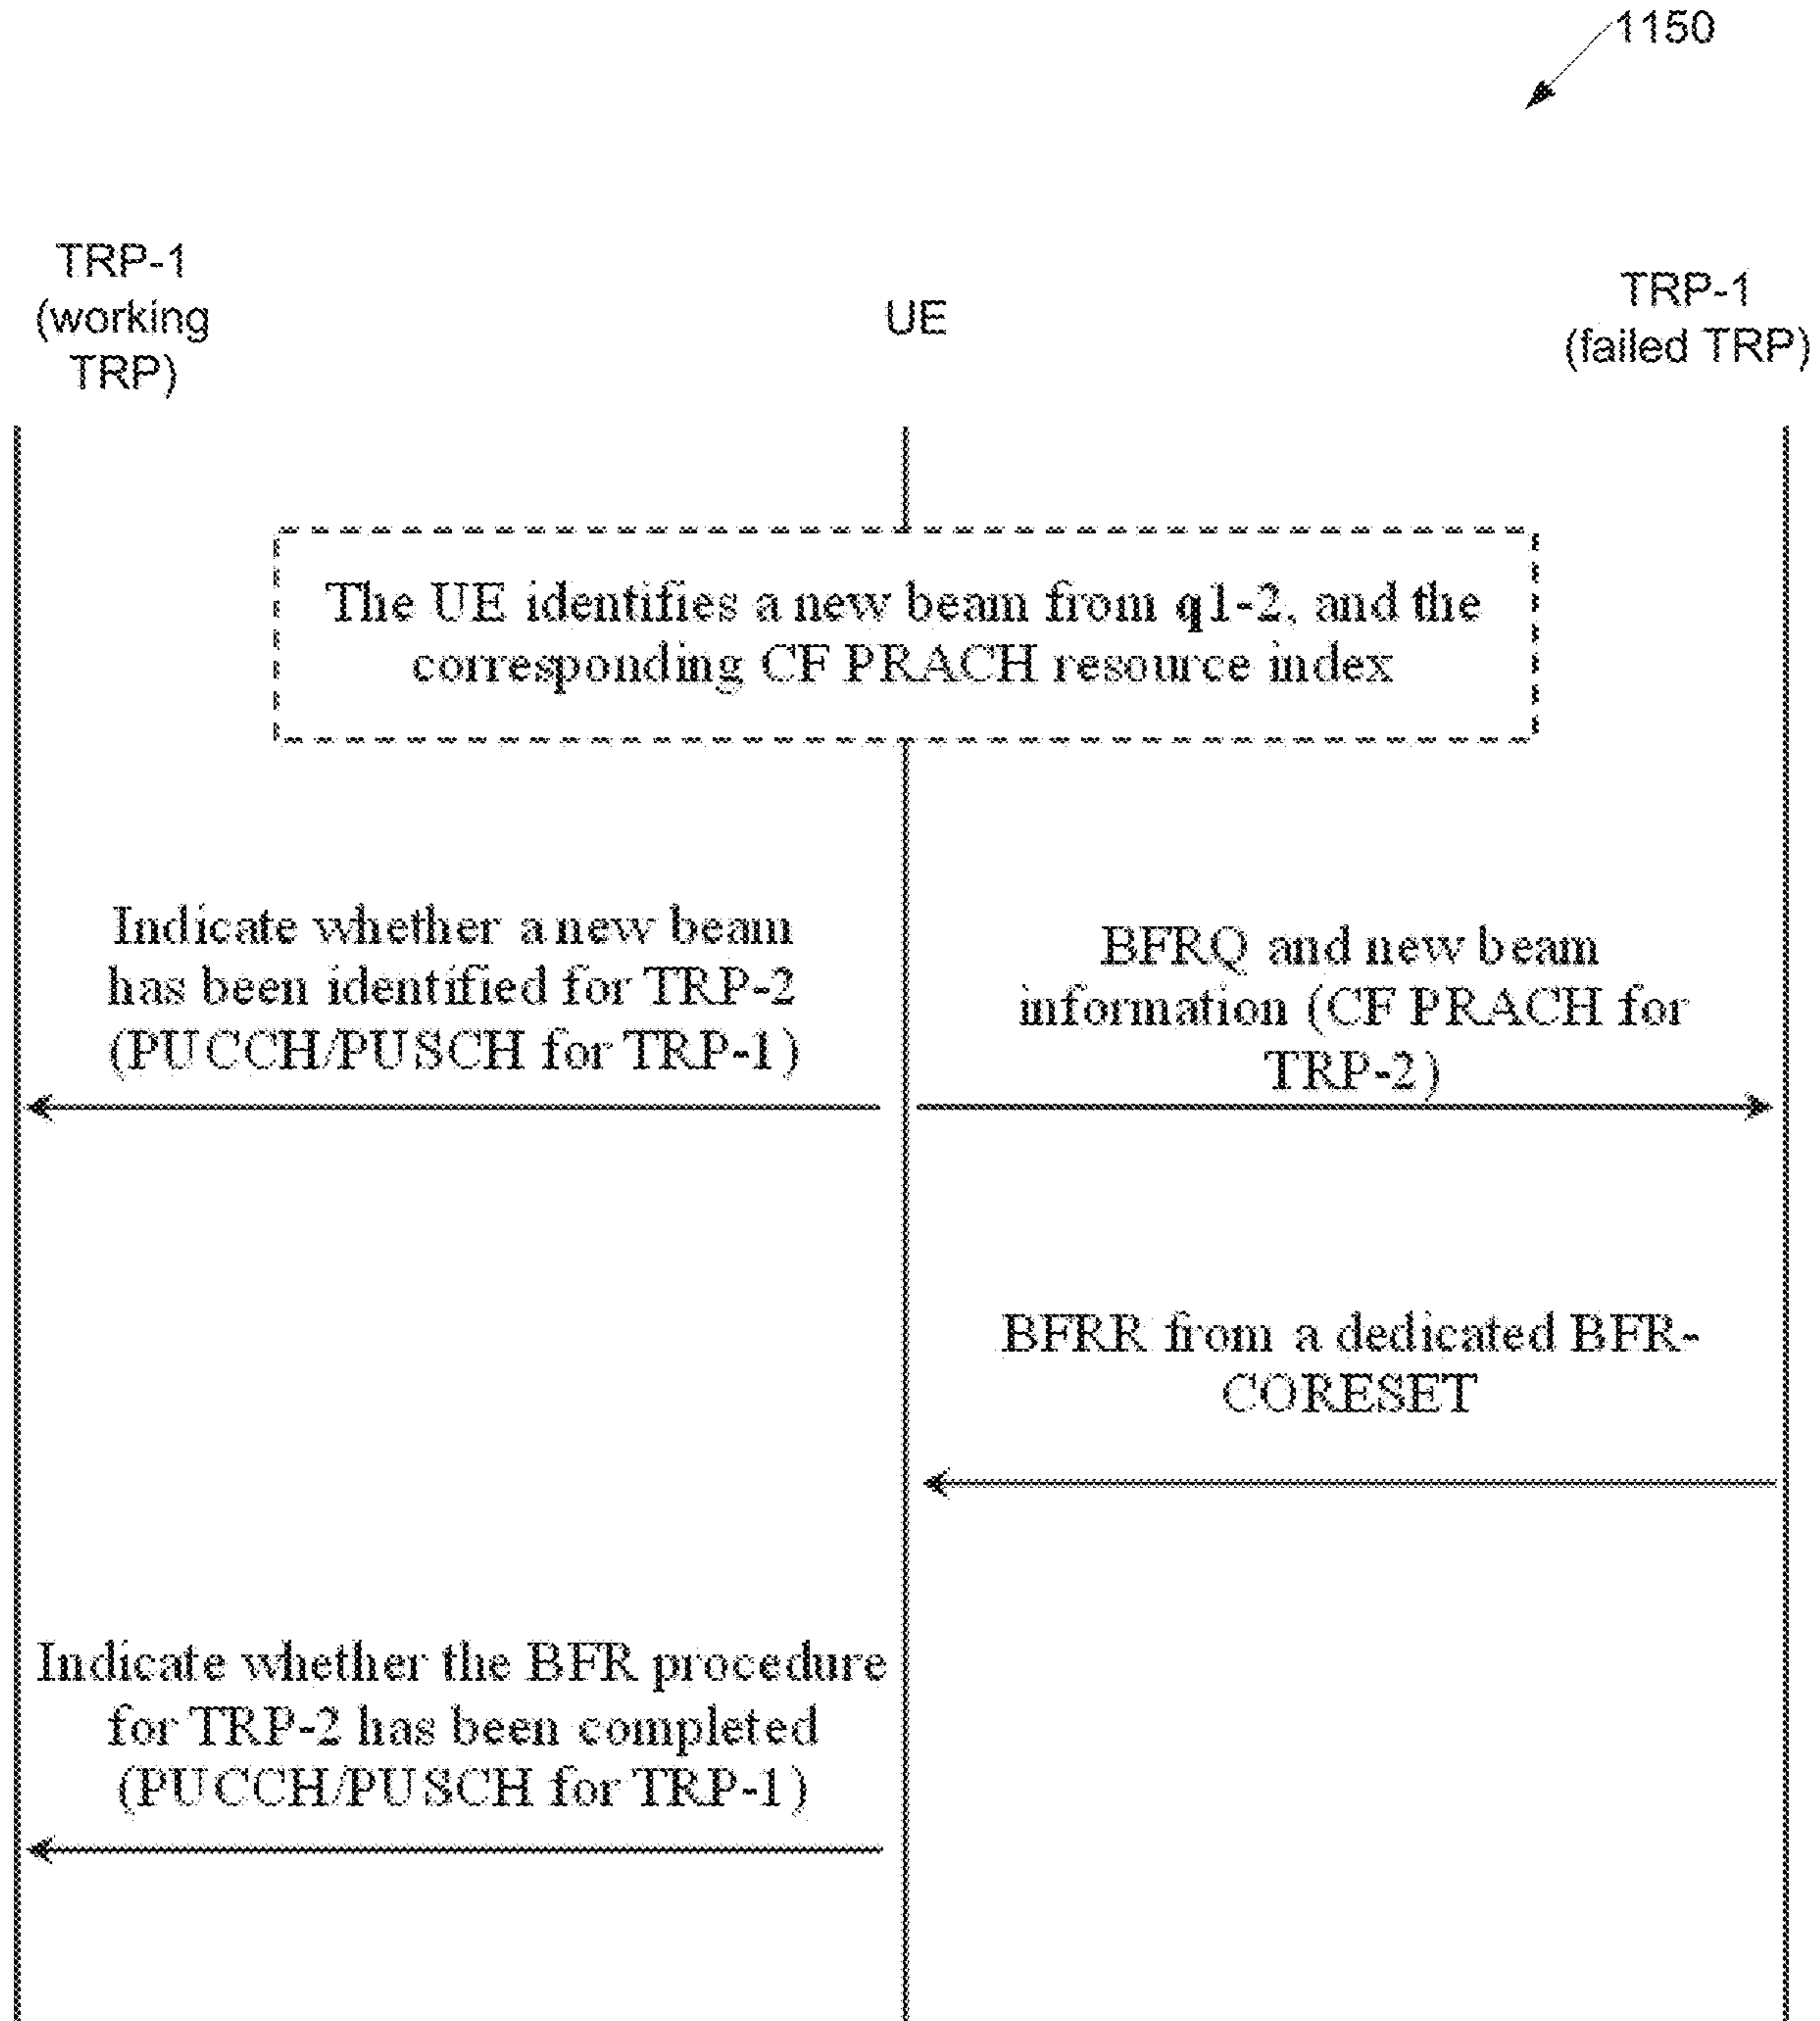 1150
TRP-1
(working
TRP)
UE
TRP-1
(failed TRP)
The UE identifies a new beam from q1-2, and the
corresponding CF PRACH resource index
Indicate whether a new beam
has been identified for TRP-2
(PUCCH/PUSCH for TRP-1)
BFRQ and new beam
information (CF PRACH for
TRP-2)
BFRR from a dedicated BFR-
CORESET
Indicate whether the BFR procedure
for TRP-2 has been completed
(PUCCH/PUSCH for TRP-1)